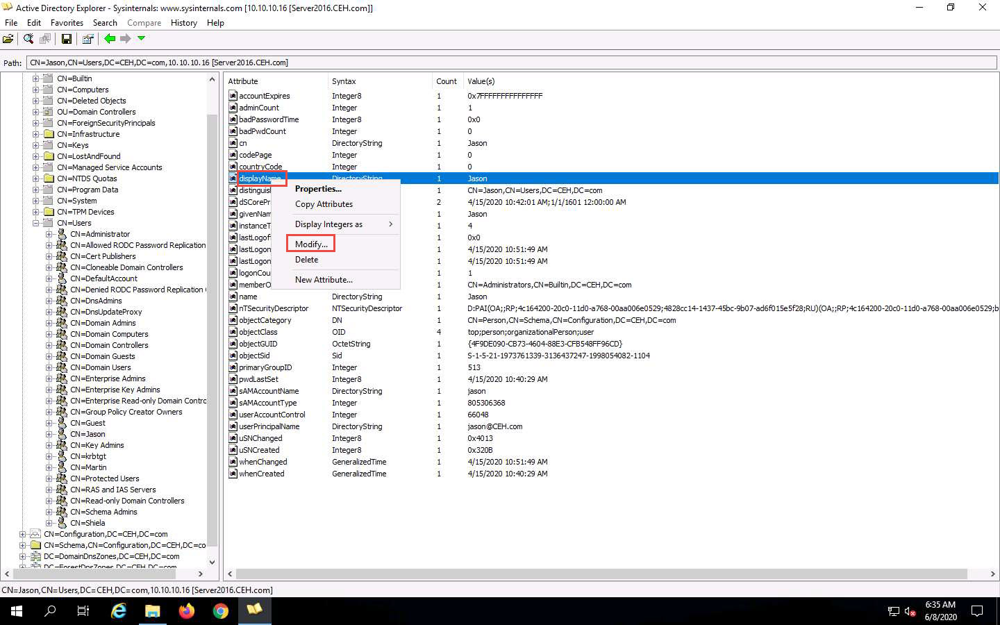 Active Directory Explorer - Sysinternals: www.sysinternals.com [10.10.10.16 [Server2016.CEH.com]]
File Edit Favorites Search Compare History Help
Path: CN=Jason,CN=Users,DC=CEH,DC=com,10.10.10.16 [Server2016.CEH.com]
CN=Builtin
CN=Computers
CN=Deleted Objects
OU=Domain Controllers
CN=ForeignSecurityPrincipals
CN=Infrastructure
CN=Keys
CN=LostAndFound
CN=Managed Service Accounts
CN=NTDS Quotas
CN=Program Data
CN=System
CN=TPM Devices
CN=Users
CN=Administrator
CN=Allowed RODC Password Replication
CN=Cert Publishers
CN=Cloneable Domain Controllers
CN=DefaultAccount
CN=Denied RODC Password Replication
CN=DnsAdmins
CN=DnsUpdateProxy
CN=Domain Admins
CN=Domain Computers
CN=Domain Controllers
CN=Domain Guests
CN=Domain Users
CN=Enterprise Admins
CN=Enterprise Key Admins
CN=Enterprise Read-only Domain Contro
CN=Group Policy Creator Owners
CN=Guest
CN=Jason
CN=Key Admins
CN=krbtgt
CN=Martin
CN=Protected Users
CN=RAS and IAS Servers
CN=Read-only Domain Controllers
CN=Schema Admins
CN=Shiela
CN=Configuration,DC=CEH,DC=com
CN=Schema,CN=Configuration,DC=CEH,DC=co
DC=DomainDnsZones,DC=CEH,DC=com
DC=ForestDnsZones,DC=CEH,DC=com
Attribute Syntax Count Value(s)
accountExpires Integer8 1 0x7FFFFFFFFFFFFFFF
adminCount Integer 1 1
badPasswordTime Integer8 1 0x0
badPwdCount Integer 1 0
cn DirectoryString 1 Jason
codePage Integer 1 0
countryCode Integer 1 0
displayName DirectoryString 1 Jason
distinguish 1 CN=Jason,CN=Users,DC=CEH,DC=com
dSCorePr 2 4/15/2020 10:42:01 AM;1/1/1601 12:00:00 AM
givenNam 1 Jason
instanceT 1 4
lastLogoff 1 0x0
lastLogon 1 4/15/2020 10:51:49 AM
lastLogon 1 4/15/2020 10:51:49 AM
logonCou 1 1
memberO 1 CN=Administrators,CN=Builtin,DC=CEH,DC=com
name DirectoryString 1 Jason
nTSecurityDescriptor NTSecurityDescriptor 1 D:PAI(OA;;RP;4c164200-20c0-11d0-a768-00aa006e0529;4828cc14-1437-45bc-9b07-ad6f015e5f28;RU)(OA;;RP;4c164200-20c0-11d0-a768-00aa006e0529;b
objectCategory DN 1 CN=Person,CN=Schema,CN=Configuration,DC=CEH,DC=com
objectClass OID 4 top;person;organizationalPerson;user
objectGUID OctetString 1 {4F9DE090-CB73-4604-88E3-CFB548FF96CD}
objectSid Sid 1 S-1-5-21-1973761339-3136437247-1998054082-1104
primaryGroupID Integer 1 513
pwdLastSet Integer8 1 4/15/2020 10:40:29 AM
sAMAccountName DirectoryString 1 jason
sAMAccountType Integer 1 805306368
userAccountControl Integer 1 66048
userPrincipalName DirectoryString 1 jason@CEH.com
uSNChanged Integer8 1 0x4013
uSNCreated Integer8 1 0x320B
whenChanged GeneralizedTime 1 4/15/2020 10:51:49 AM
whenCreated GeneralizedTime 1 4/15/2020 10:40:29 AM
Properties...
Copy Attributes
Display Integers as
Modify...
Delete
New Attribute...
CN=Jason,CN=Users,DC=CEH,DC=com,10.10.10.16 [Server2016.CEH.com]
6:35 AM
6/8/2020